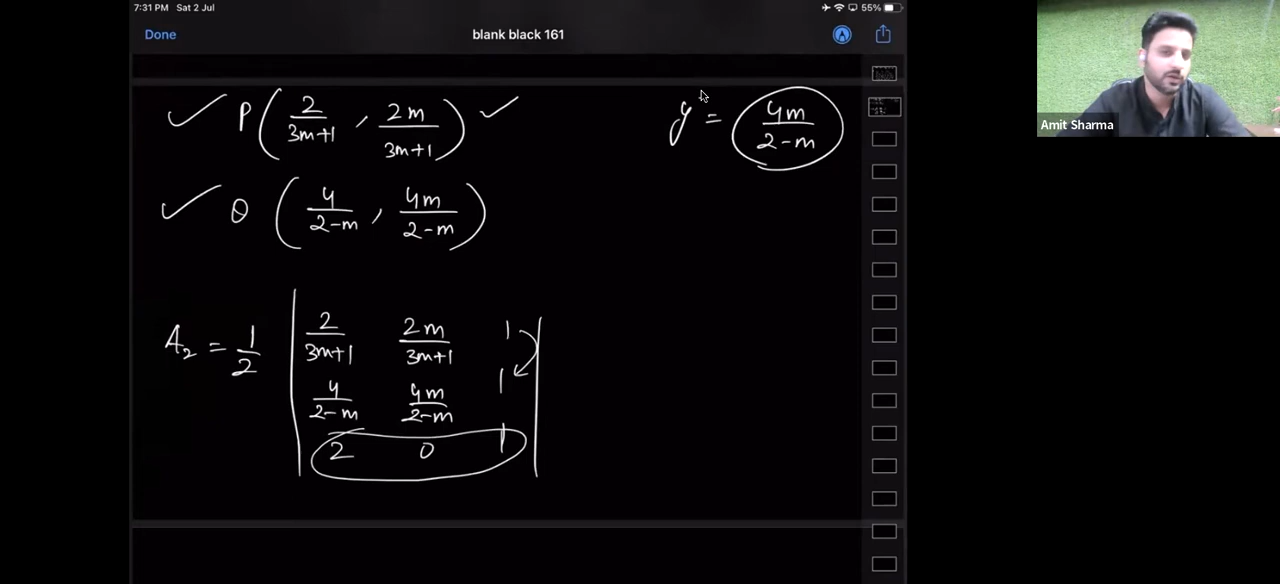 7:31 PM Sat 2 Jul 55%
Done blank black 161
P(2/(3m+1), 2m/(3m+1)) y = 4m/(2-m)
Amit Sharma
Q(4/(2-m), 4m/(2-m))
A₂ = 1/2 | 2/(3m+1) 2m/(3m+1) 1
4/(2-m) 4m/(2-m) 1
2 0 1 |